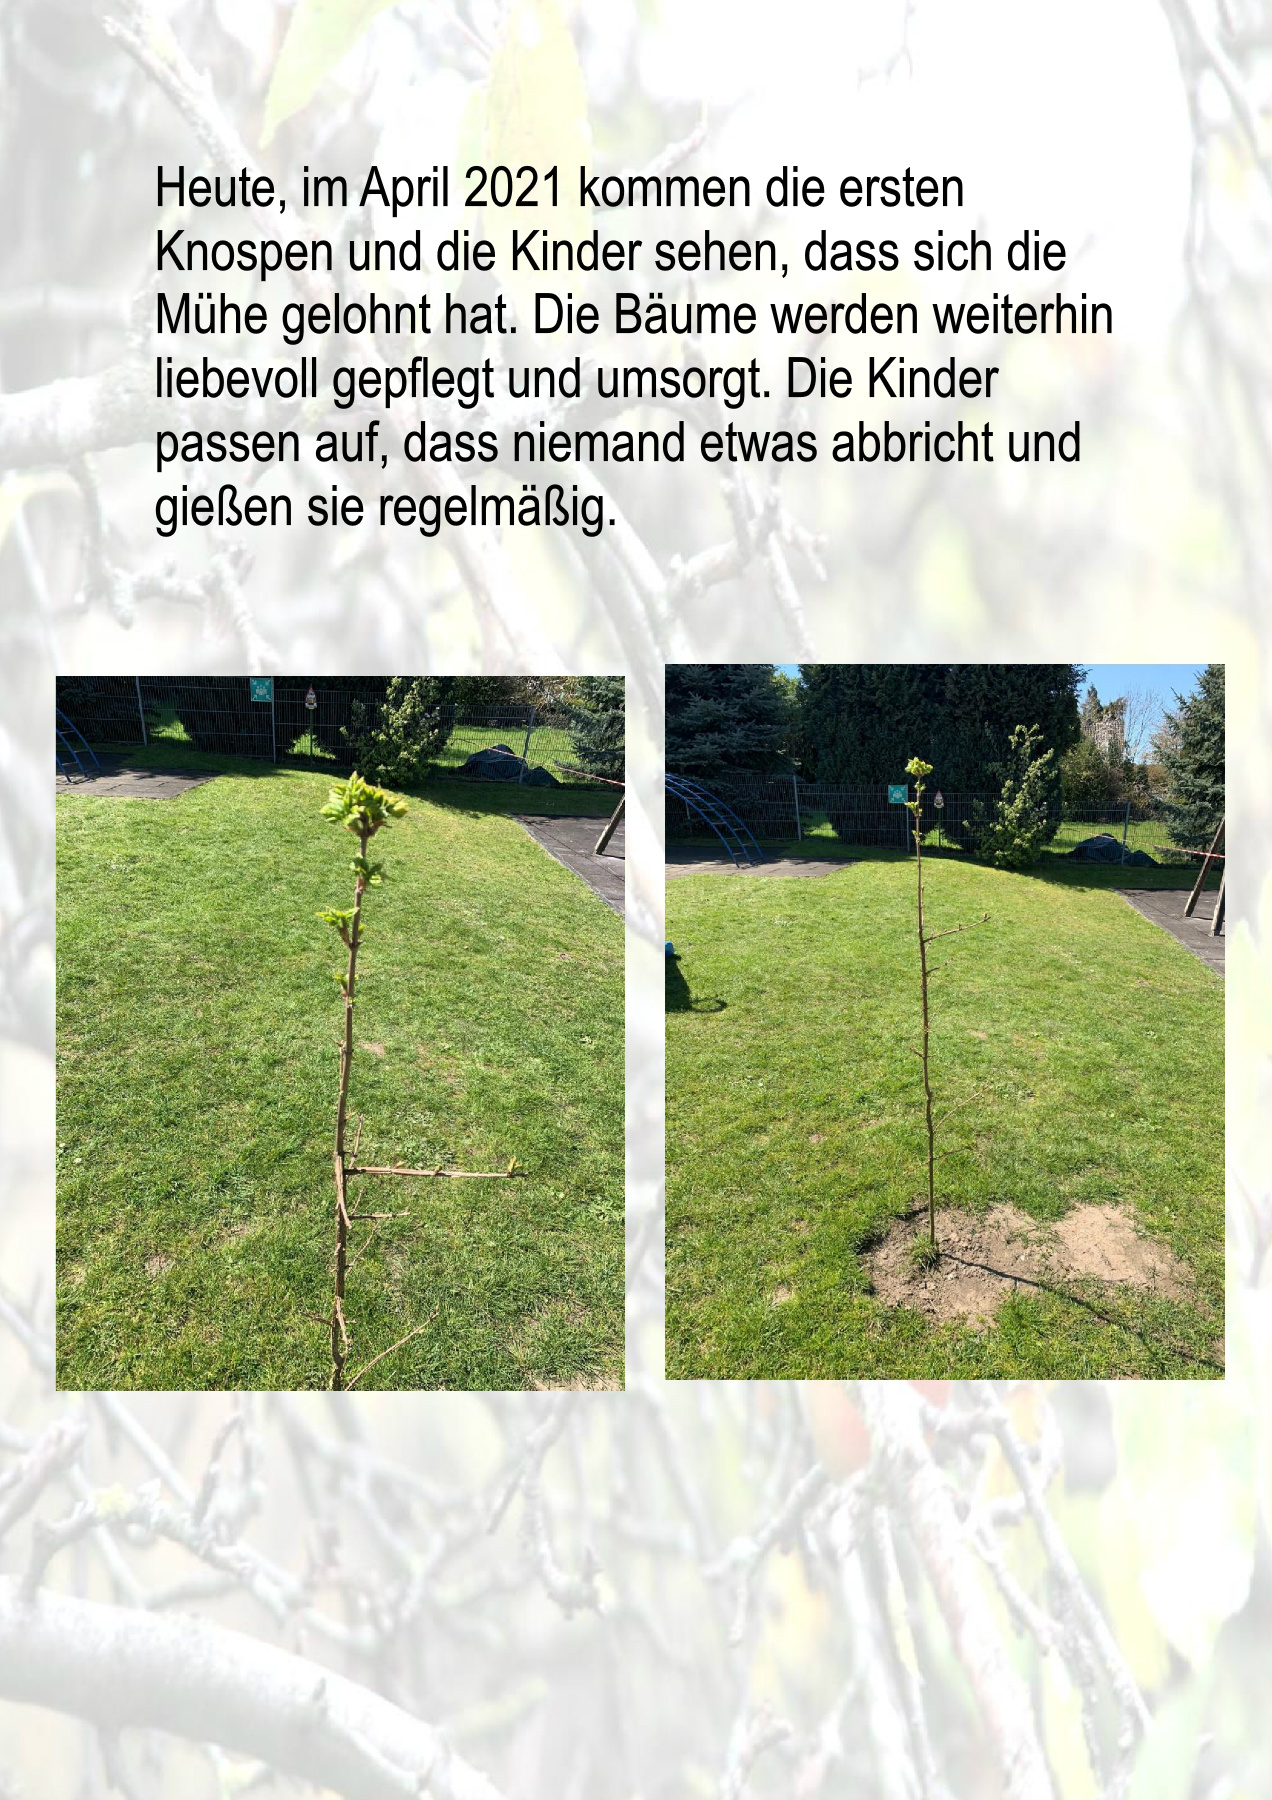 Heute, im April 2021 kommen die ersten
Knospen und die Kinder sehen, dass sich die
Mühe gelohnt hat. Die Bäume werden weiterhin
liebevoll gepflegt und umsorgt. Die Kinder
passen auf, dass niemand etwas abbricht und
gießen sie regelmäßig.